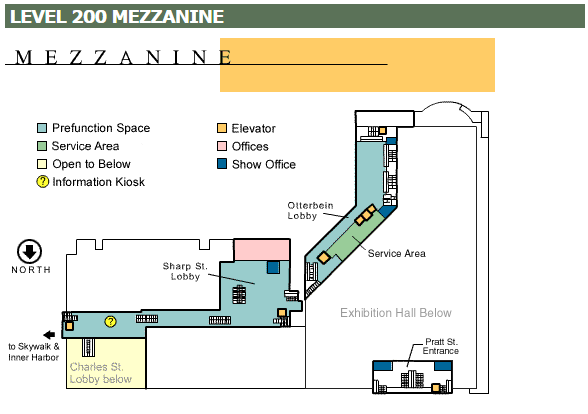 LEVEL 200 MEZZANINE
MEZZANINE
Prefunction Space
Service Area
Open to Below
? Information Kiosk
Elevator
Offices
Show Office
Otterbein
Lobby
Service Area
NORTH
Sharp St.
Lobby
?
Exhibition Hall Below
to Skywalk &
Inner Harbor
Charles St.
Lobby below
Pratt St.
Entrance